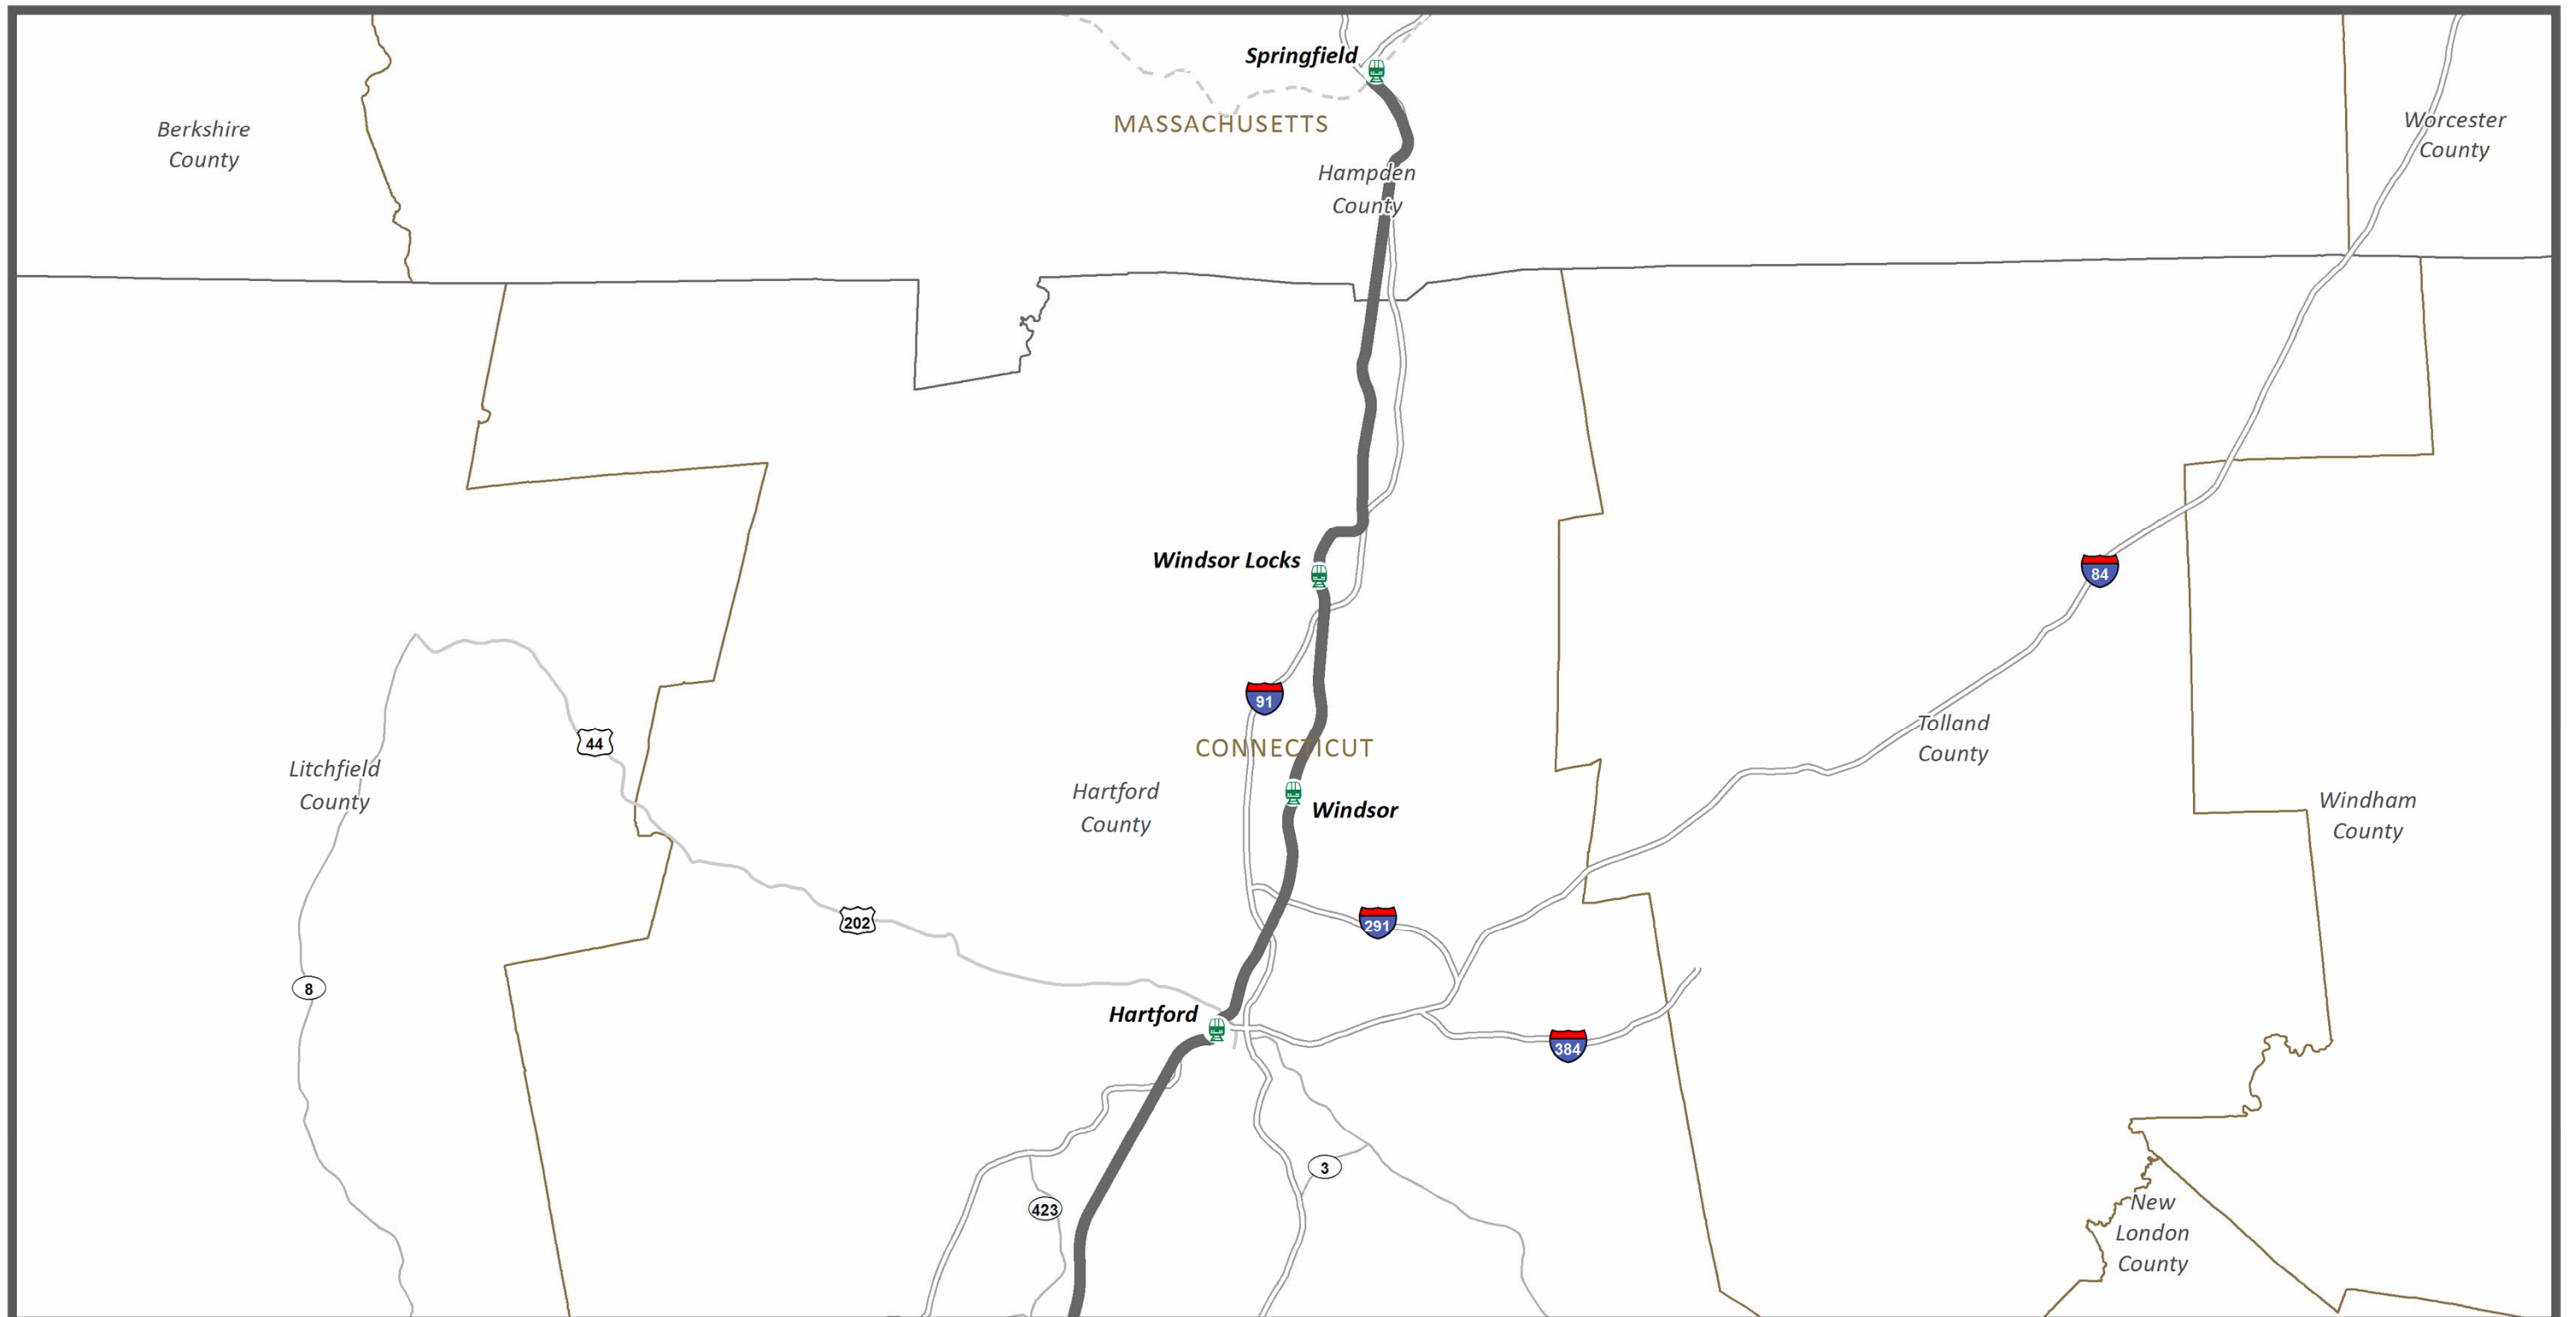 Springfield
MASSACHUSETTS
Berkshire
County
Worcester
County
Hampden
County
Windsor Locks
84
91
44
CONNECTICUT
Tolland
County
Litchfield
County
Hartford
County
Windsor
Windham
County
202
291
8
Hartford
384
3
423
New
London
County